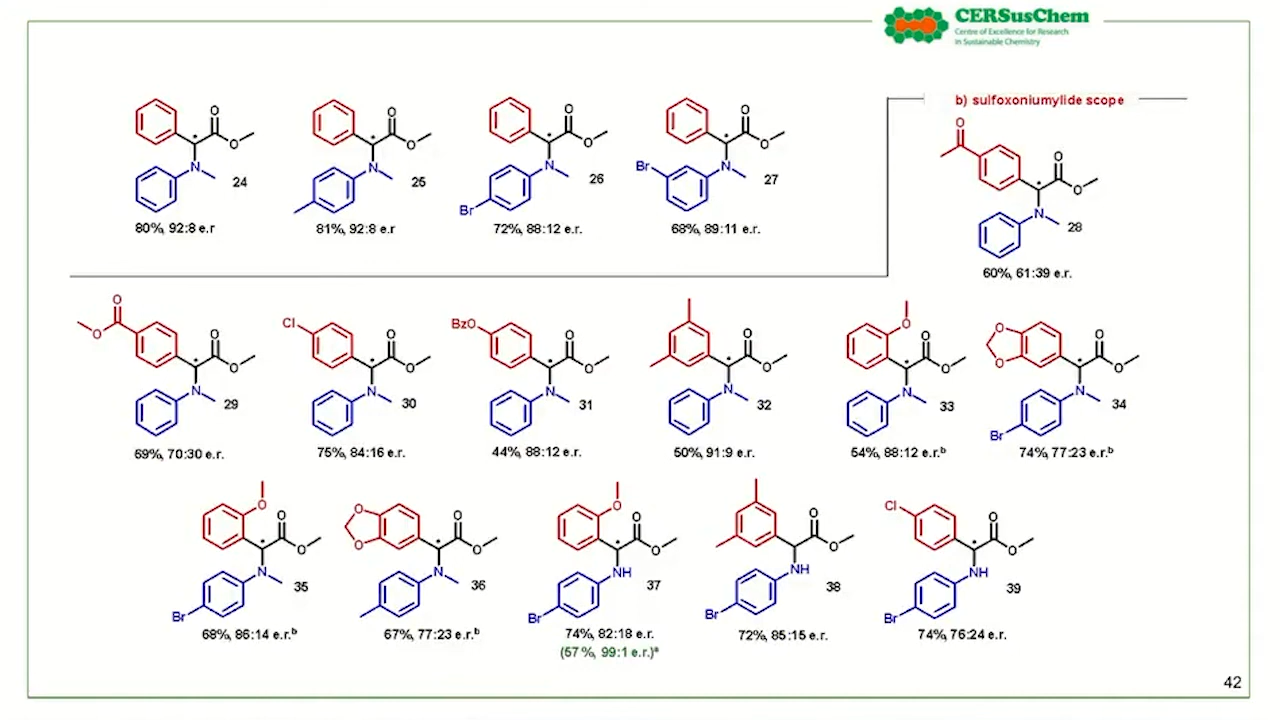 CERSusChem
Centre of Excellence for Research
in Sustainable Chemistry
b) sulfoxoniumylide scope
* O O N 24
80%, 92:8 e.r
* O O N 25
81%, 92:8 e.r
* O O N Br 26
72%, 88:12 e.r.
* O O N Br 27
68%, 89:11 e.r.
O * O O N 28
60%, 61:39 e.r.
O O * O O N 29
69%, 70:30 e.r.
Cl * O O N 30
75%, 84:16 e.r.
BzO * O O N 31
44%, 88:12 e.r.
* O O N 32
50%, 91:9 e.r.
O * O O N 33
54%, 88:12 e.r.b
O O * O O N Br 34
74%, 77:23 e.r.b
O * O O N Br 35
68%, 86:14 e.r.b
O O * O O N 36
67%, 77:23 e.r.b
O * O O NH Br 37
74%, 82:18 e.r.
(57%, 99:1 e.r.)a
O O NH Br 38
72%, 85:15 e.r.
Cl * O O NH Br 39
74%, 76:24 e.r.
42